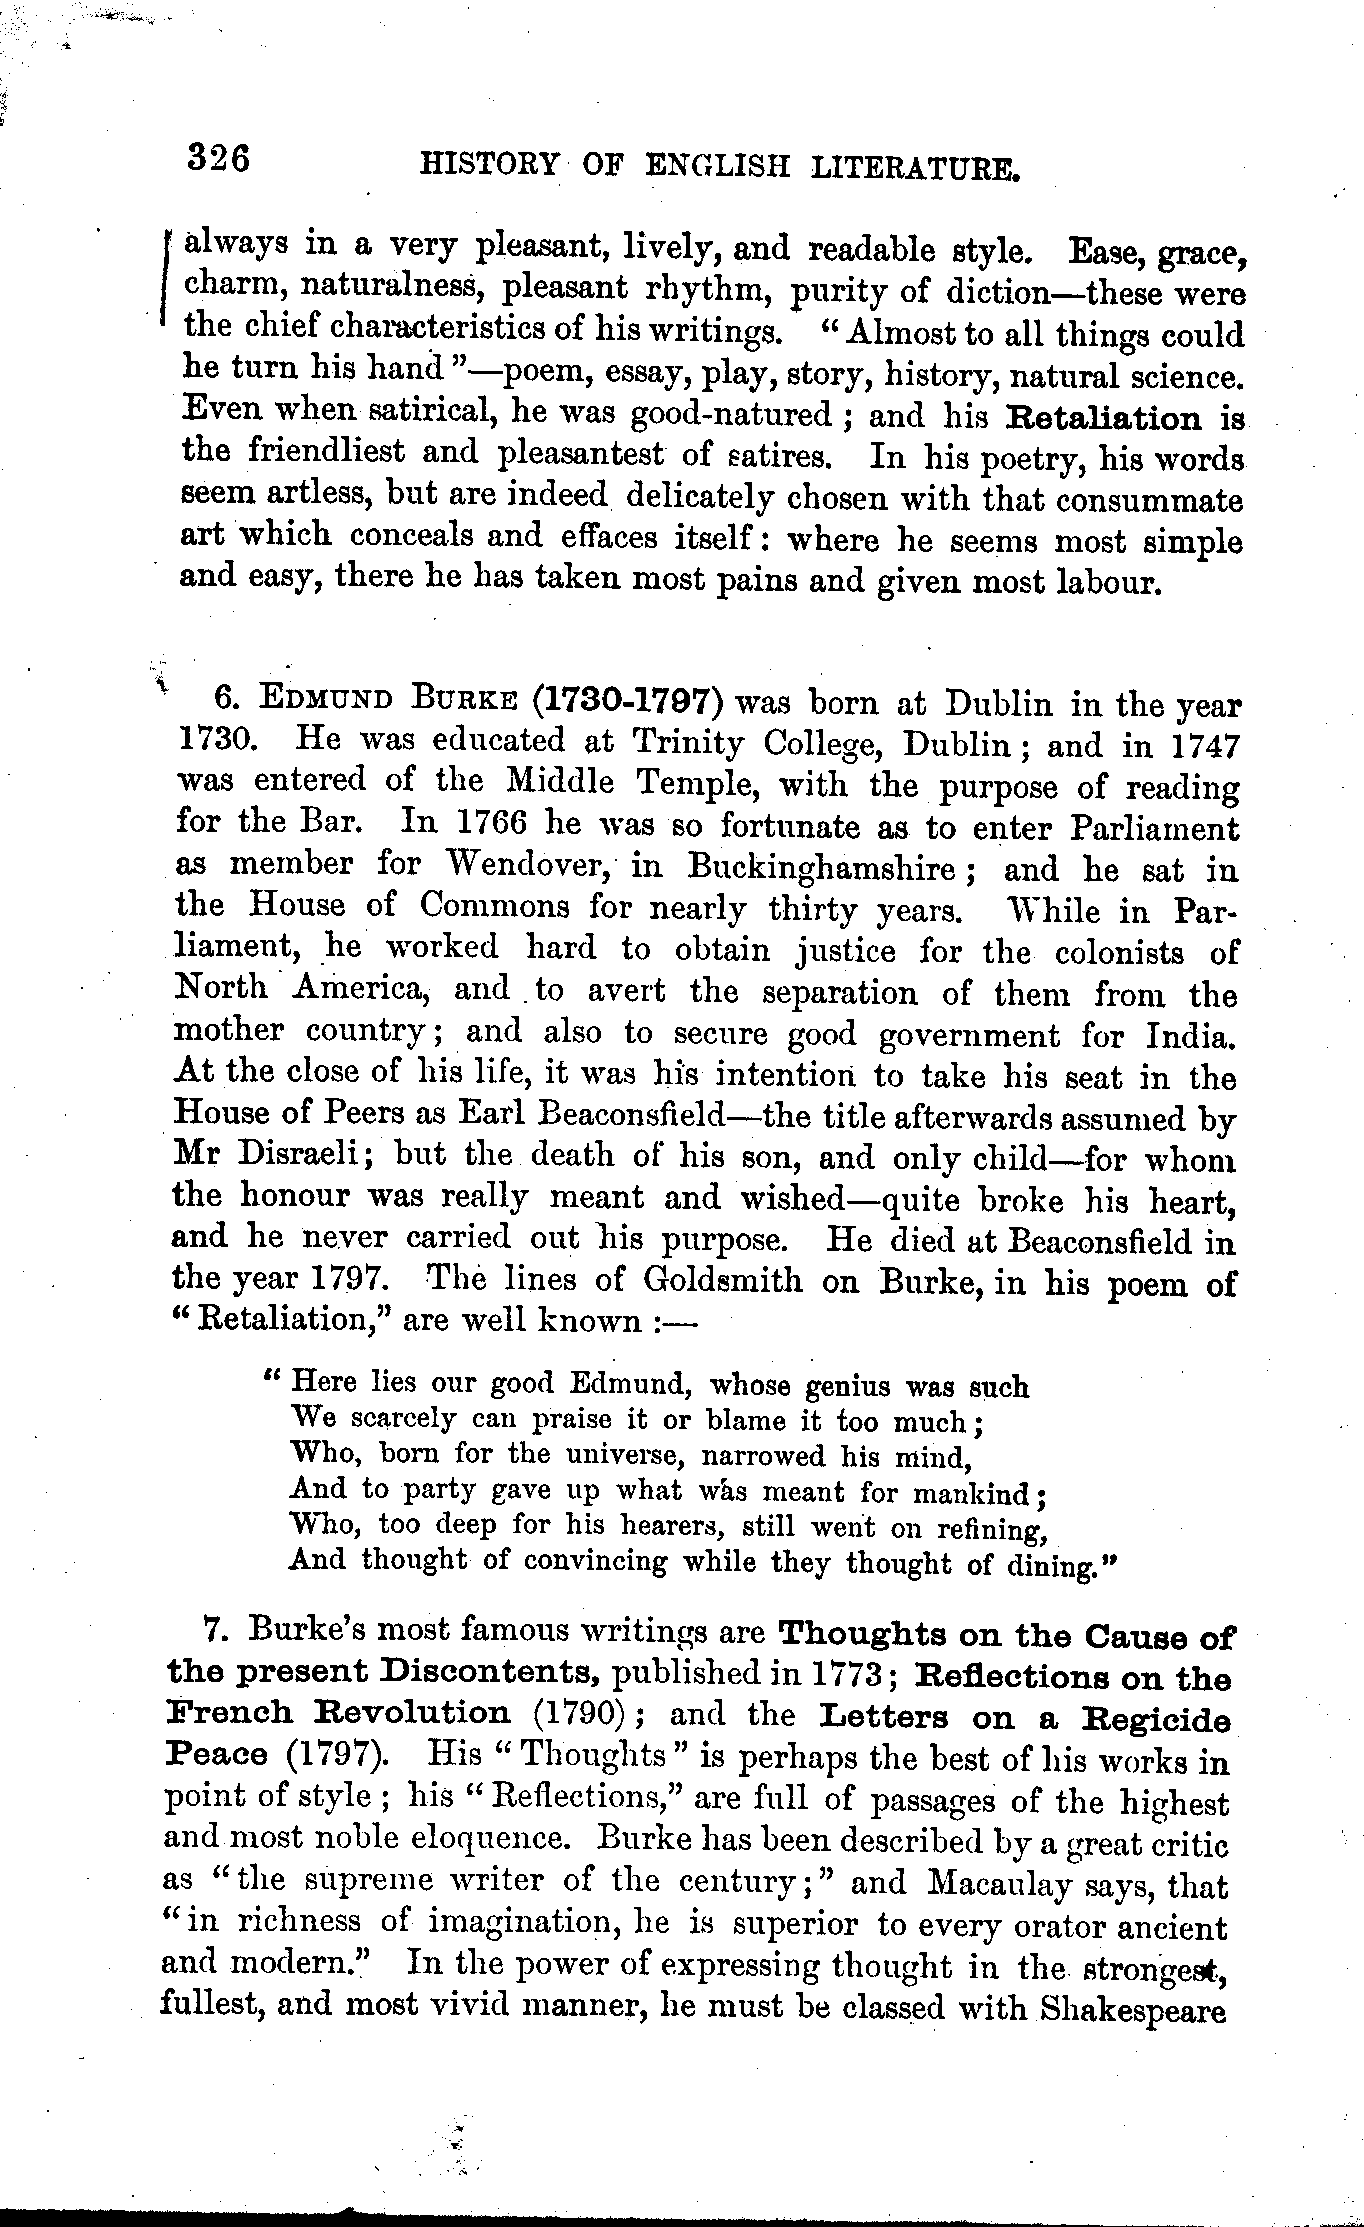 326 HISTORY OF ENGLISH LITERATURE.
always in a very pleasant, lively, and readable style. Ease, grace,
charm, naturalness, pleasant rhythm, purity of diction—these were
the chief characteristics of his writings. “Almost to all things could
he turn his hand”—poem, essay, play, story, history, natural science.
Even when satirical, he was good-natured ; and his Retaliation is
the friendliest and pleasantest of satires. In his poetry, his words
seem artless, but are indeed delicately chosen with that consummate
art which conceals and effaces itself: where he seems most simple
and easy, there he has taken most pains and given most labour.
6. EDMUND BURKE (1730-1797) was born at Dublin in the year
1730. He was educated at Trinity College, Dublin ; and in 1747
was entered of the Middle Temple, with the purpose of reading
for the Bar. In 1766 he was so fortunate as to enter Parliament
as member for Wendover, in Buckinghamshire ; and he sat in
the House of Commons for nearly thirty years. While in Par-
liament, he worked hard to obtain justice for the colonists of
North America, and to avert the separation of them from the
mother country ; and also to secure good government for India.
At the close of his life, it was his intention to take his seat in the
House of Peers as Earl Beaconsfield—the title afterwards assumed by
Mr Disraeli ; but the death of his son, and only child—for whom
the honour was really meant and wished—quite broke his heart,
and he never carried out his purpose. He died at Beaconsfield in
the year 1797. The lines of Goldsmith on Burke, in his poem of
“Retaliation,” are well known :—
“Here lies our good Edmund, whose genius was such
We scarcely can praise it or blame it too much ;
Who, born for the universe, narrowed his mind,
And to party gave up what was meant for mankind ;
Who, too deep for his hearers, still went on refining,
And thought of convincing while they thought of dining.”
7. Burke’s most famous writings are Thoughts on the Cause of
the present Discontents, published in 1773 ; Reflections on the
French Revolution (1790) ; and the Letters on a Regicide
Peace (1797). His “Thoughts” is perhaps the best of his works in
point of style ; his “Reflections,” are full of passages of the highest
and most noble eloquence. Burke has been described by a great critic
as “the supreme writer of the century ;” and Macaulay says, that
“in richness of imagination, he is superior to every orator ancient
and modern.” In the power of expressing thought in the strongest,
fullest, and most vivid manner, he must be classed with Shakespeare